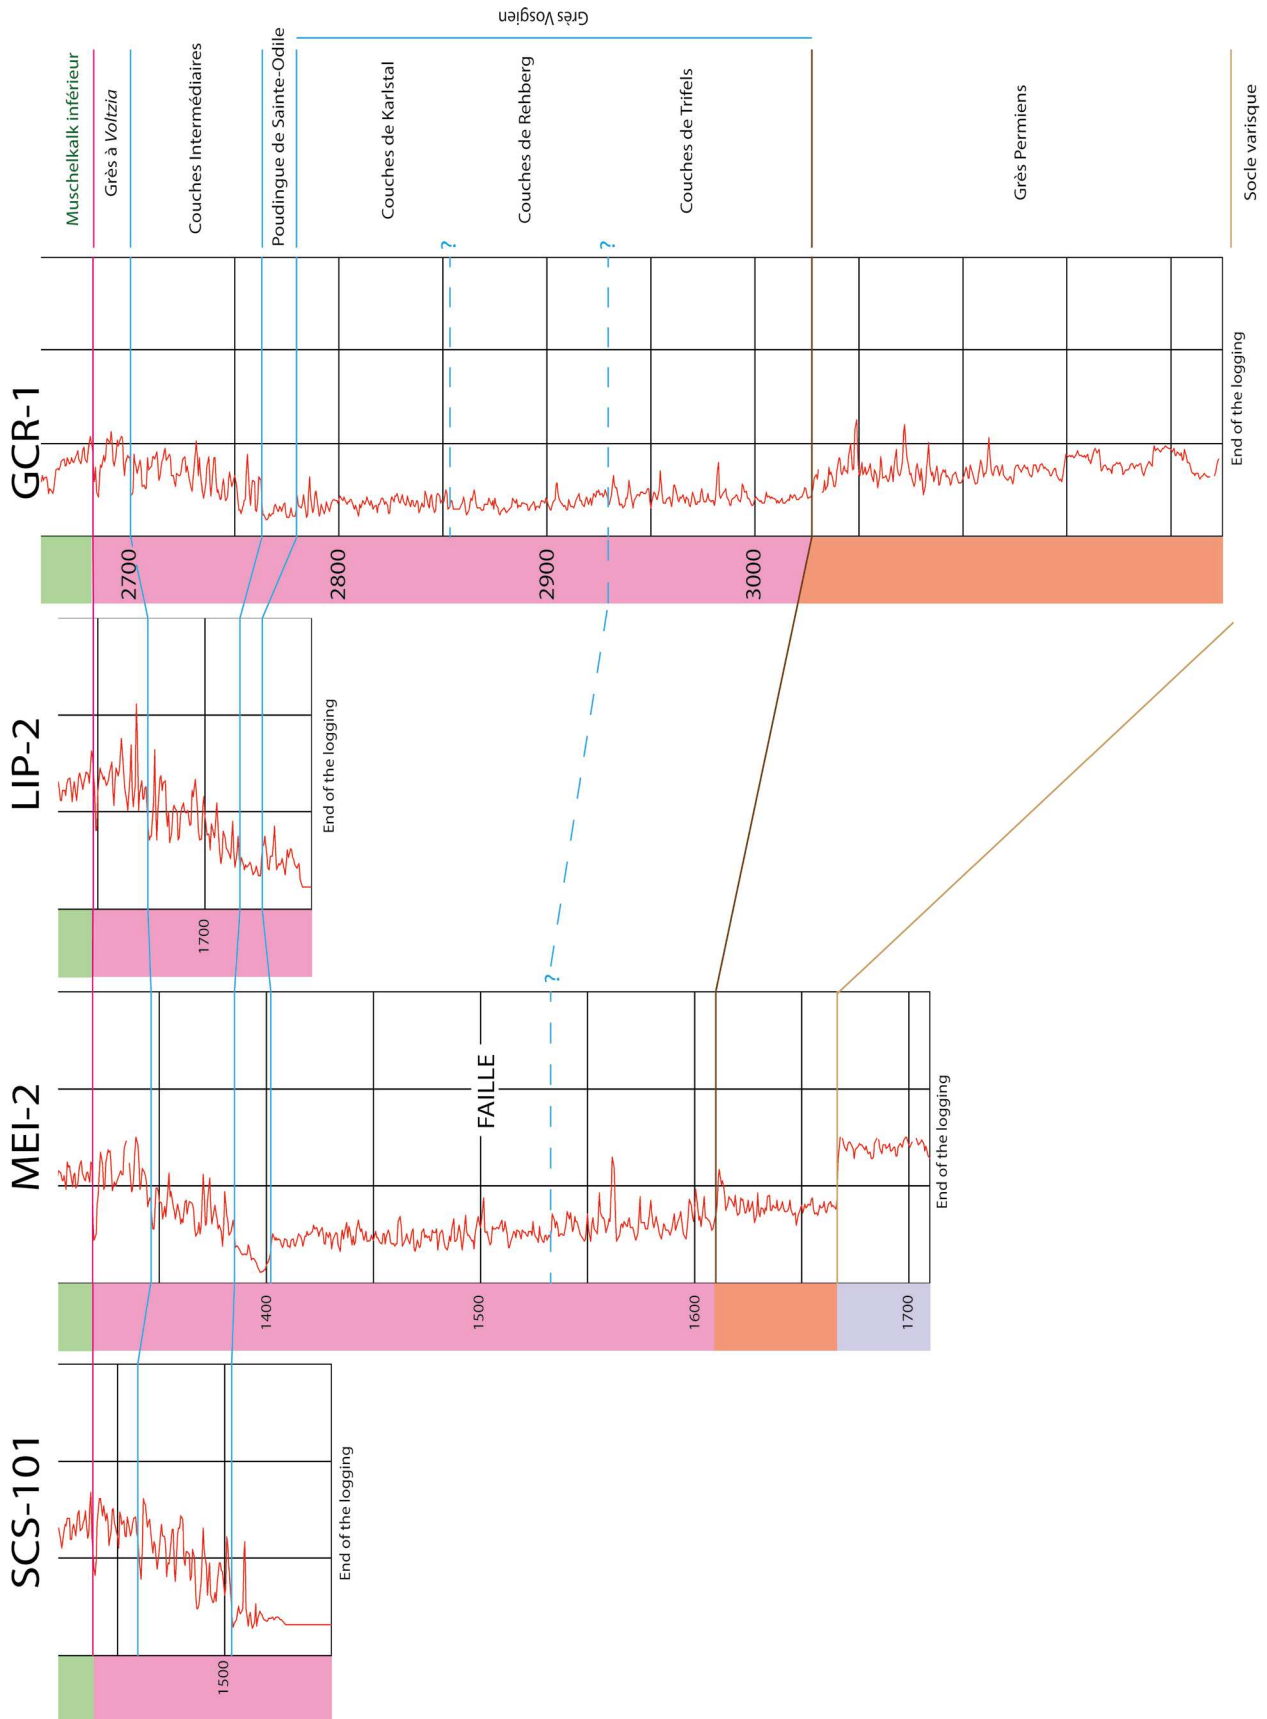 SCS-101
MEI-2
LIP-2
GCR-1
1500
End of the logging
1400
1500
1600
1700
FAILLE
?
End of the logging
1700
End of the logging
2700
2800
2900
3000
?
?
End of the logging
Muschelkalk inférieur
Grès à Voltzia
Couches Intermédiaires
Poudingue de Sainte-Odile
Couches de Karlstal
Couches de Rehberg
Couches de Trifels
Grès Vosgien
Grès Permiens
Socle varisque